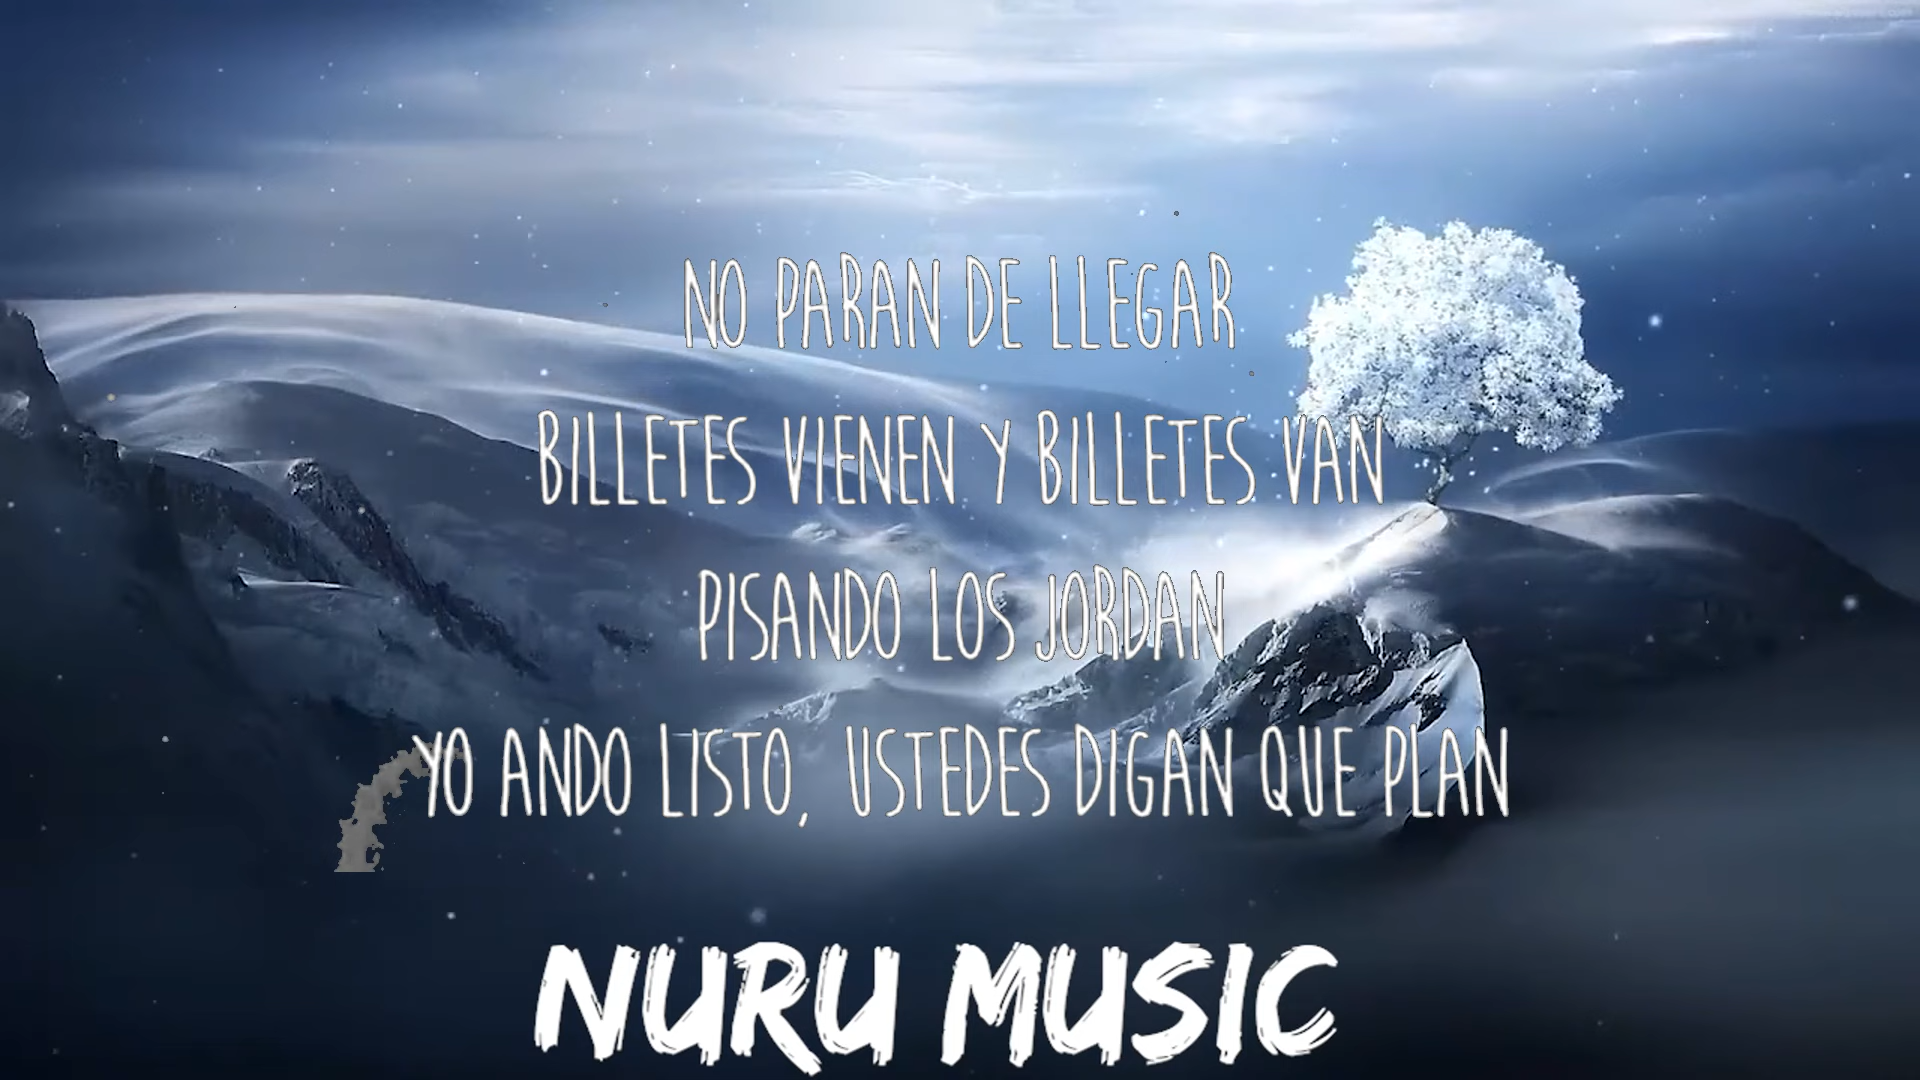 NO PARAN DE LLEGAR
BILLETES VIENEN Y BILLETES VAN
PISANDO LOS JORDAN
YO ANDO LISTO, USTEDES DIGAN QUE PLAN
NURU MUSIC